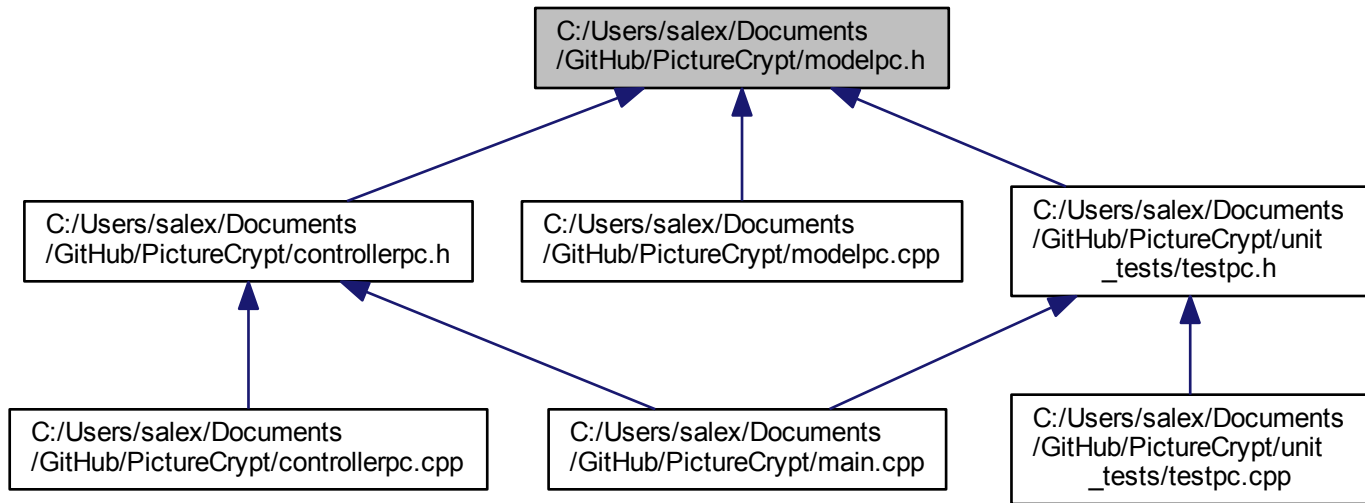 C:/Users/salex/Documents
/GitHub/PictureCrypt/modelpc.h
C:/Users/salex/Documents
/GitHub/PictureCrypt/controllerpc.h
C:/Users/salex/Documents
/GitHub/PictureCrypt/modelpc.cpp
C:/Users/salex/Documents
/GitHub/PictureCrypt/unit
_tests/testpc.h
C:/Users/salex/Documents
/GitHub/PictureCrypt/controllerpc.cpp
C:/Users/salex/Documents
/GitHub/PictureCrypt/main.cpp
C:/Users/salex/Documents
/GitHub/PictureCrypt/unit
_tests/testpc.cpp